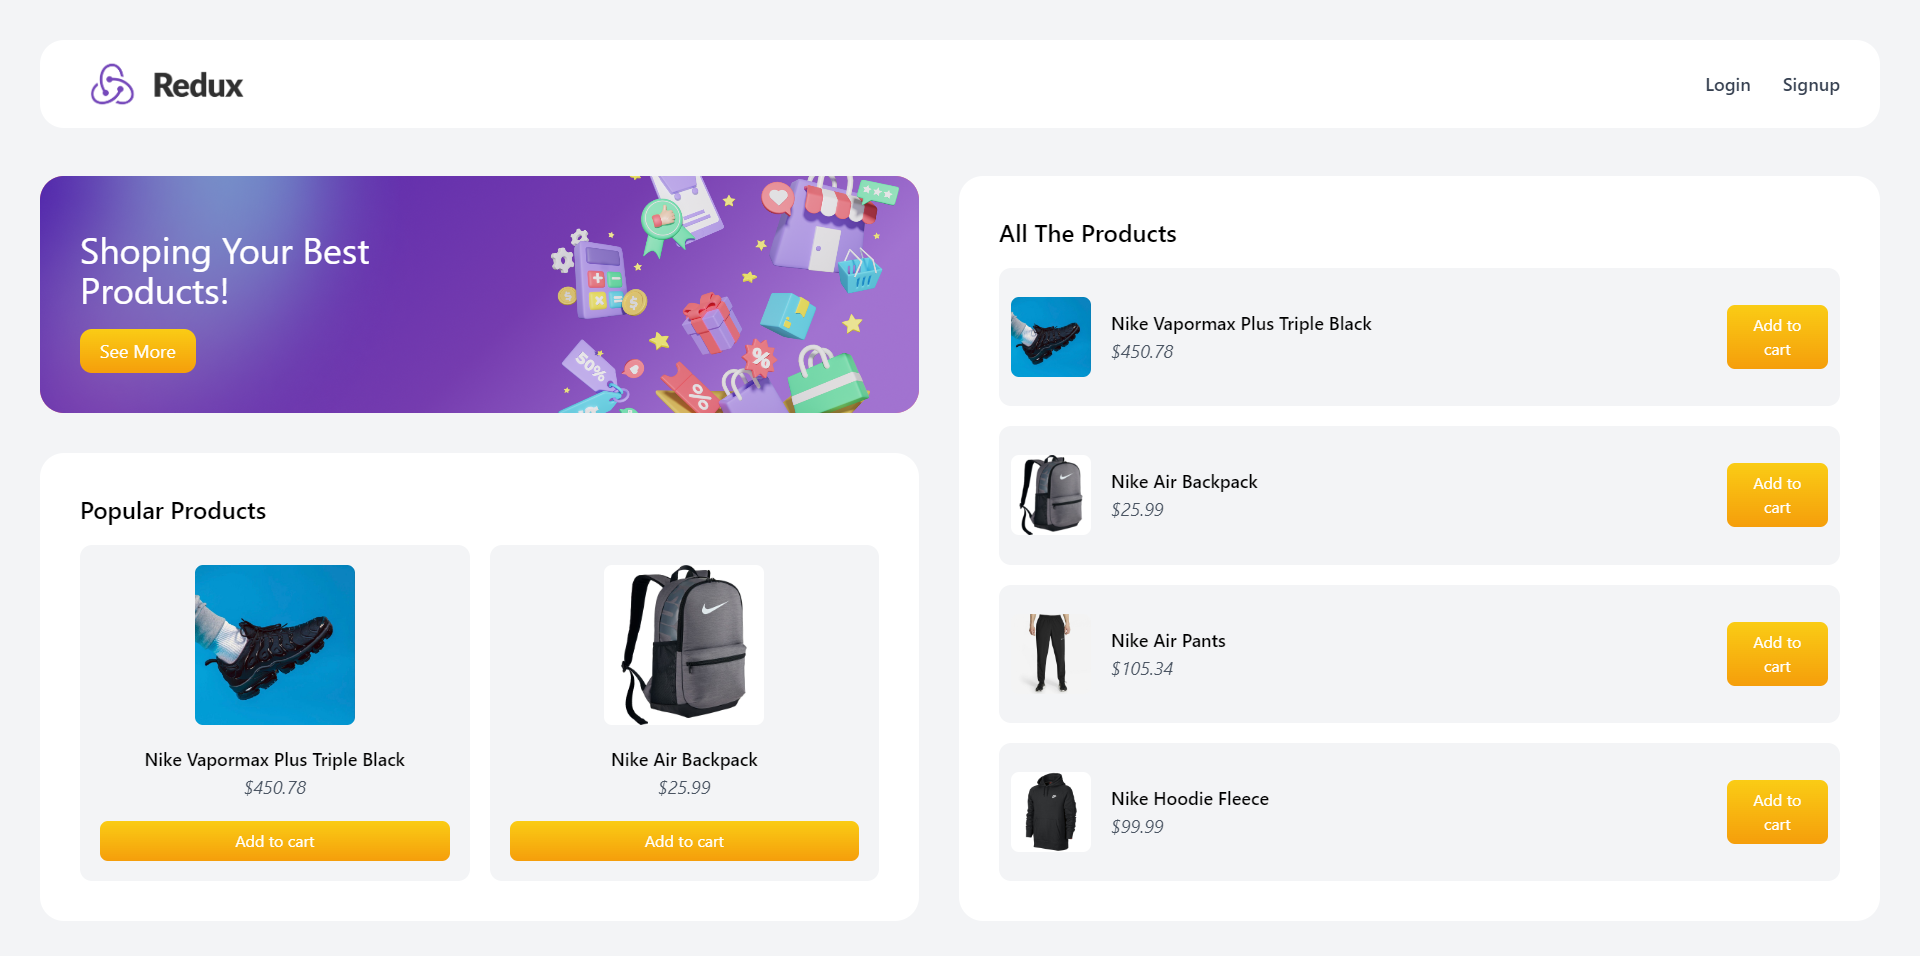 Redux
Login
Signup
Shoping Your Best
Products!
See More
50%
%
%
$
$
Popular Products
Nike Vapormax Plus Triple Black
$450.78
Add to cart
Nike Air Backpack
$25.99
Add to cart
All The Products
Nike Vapormax Plus Triple Black
$450.78
Add to
cart
Nike Air Backpack
$25.99
Add to
cart
Nike Air Pants
$105.34
Add to
cart
Nike Hoodie Fleece
$99.99
Add to
cart